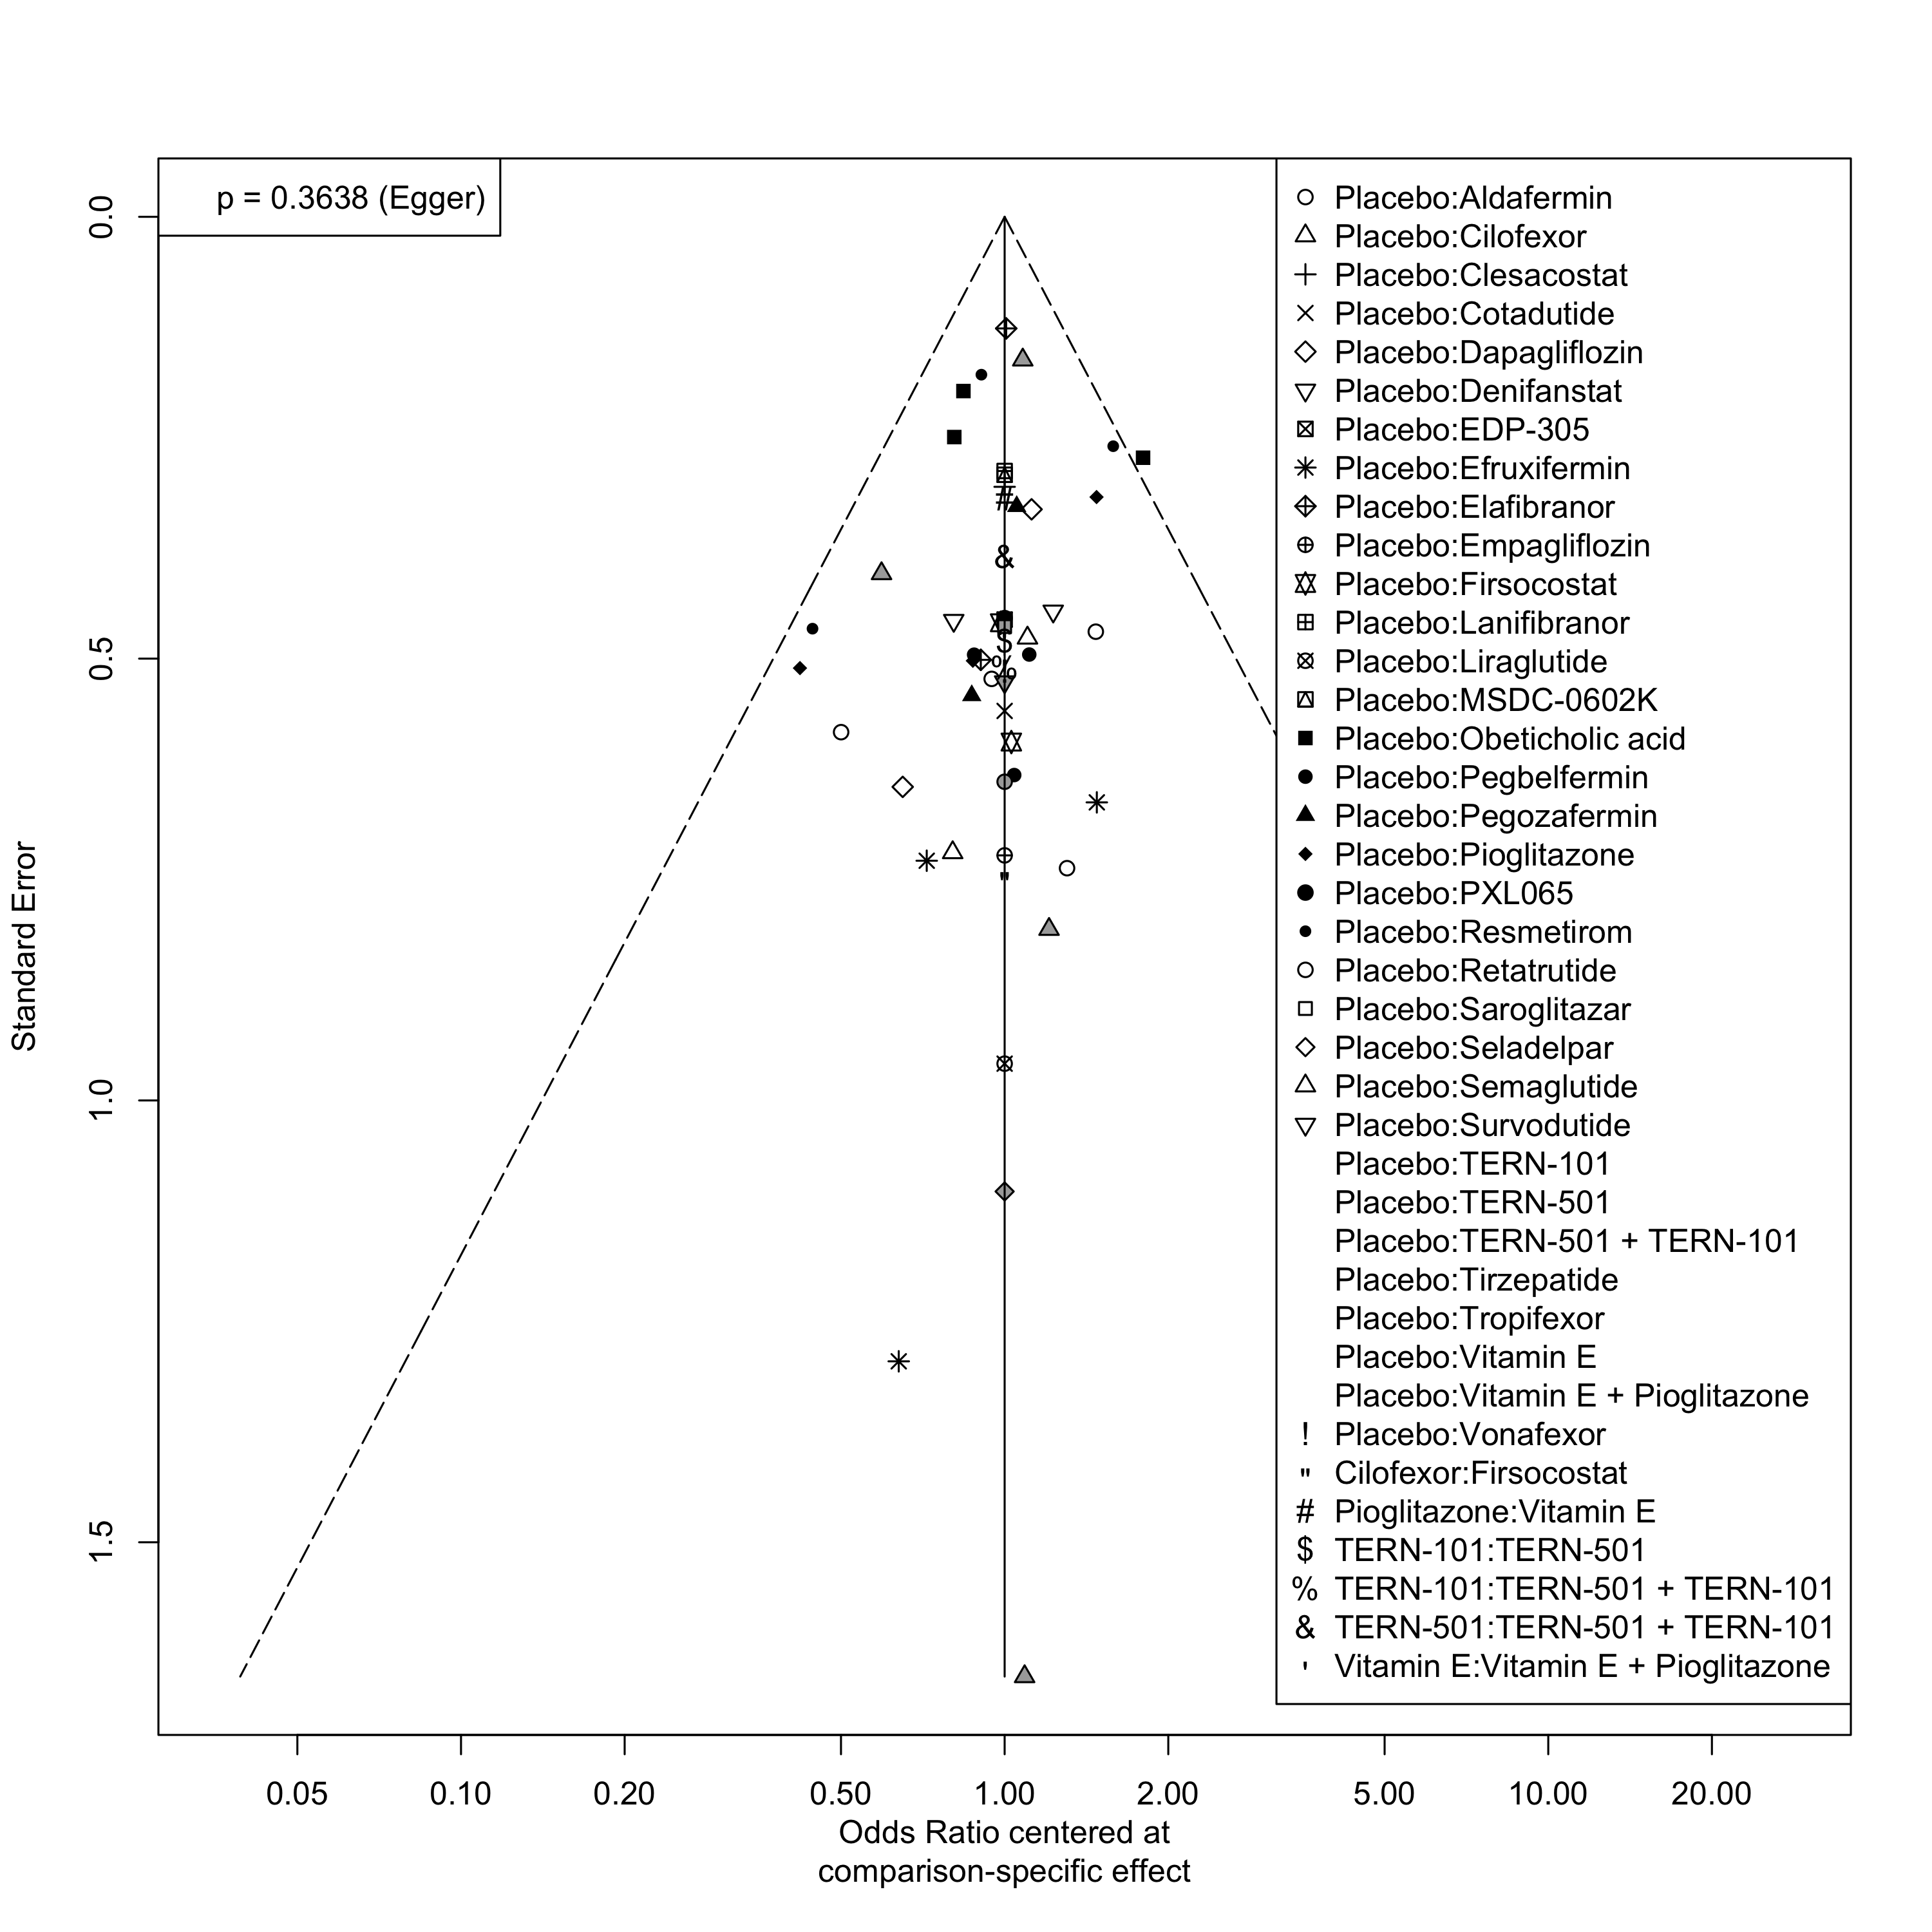 p = 0.3638 (Egger)
Placebo:Aldafermin
Placebo:Cilofexor
Placebo:Clesacostat
Placebo:Cotadutide
Placebo:Dapagliflozin
Placebo:Denifanstat
Placebo:EDP-305
Placebo:Efruxifermin
Placebo:Elafibranor
Placebo:Empagliflozin
Placebo:Firsocostat
Placebo:Lanifibranor
Placebo:Liraglutide
Placebo:MSDC-0602K
Placebo:Obeticholic acid
Placebo:Pegbelfermin
Placebo:Pegozafermin
Placebo:Pioglitazone
Placebo:PXL065
Placebo:Resmetirom
Placebo:Retatrutide
Placebo:Saroglitazar
Placebo:Seladelpar
Placebo:Semaglutide
Placebo:Survodutide
Placebo:TERN-101
Placebo:TERN-501
Placebo:TERN-501 + TERN-101
Placebo:Tirzepatide
Placebo:Tropifexor
Placebo:Vitamin E
Placebo:Vitamin E + Pioglitazone
! Placebo:Vonafexor
" Cilofexor:Firsocostat
# Pioglitazone:Vitamin E
$ TERN-101:TERN-501
% TERN-101:TERN-501 + TERN-101
& TERN-501:TERN-501 + TERN-101
' Vitamin E:Vitamin E + Pioglitazone
Standard Error
0.0
0.5
1.0
1.5
0.05 0.10 0.20 0.50 1.00 2.00 5.00 10.00 20.00
Odds Ratio centered at
comparison-specific effect